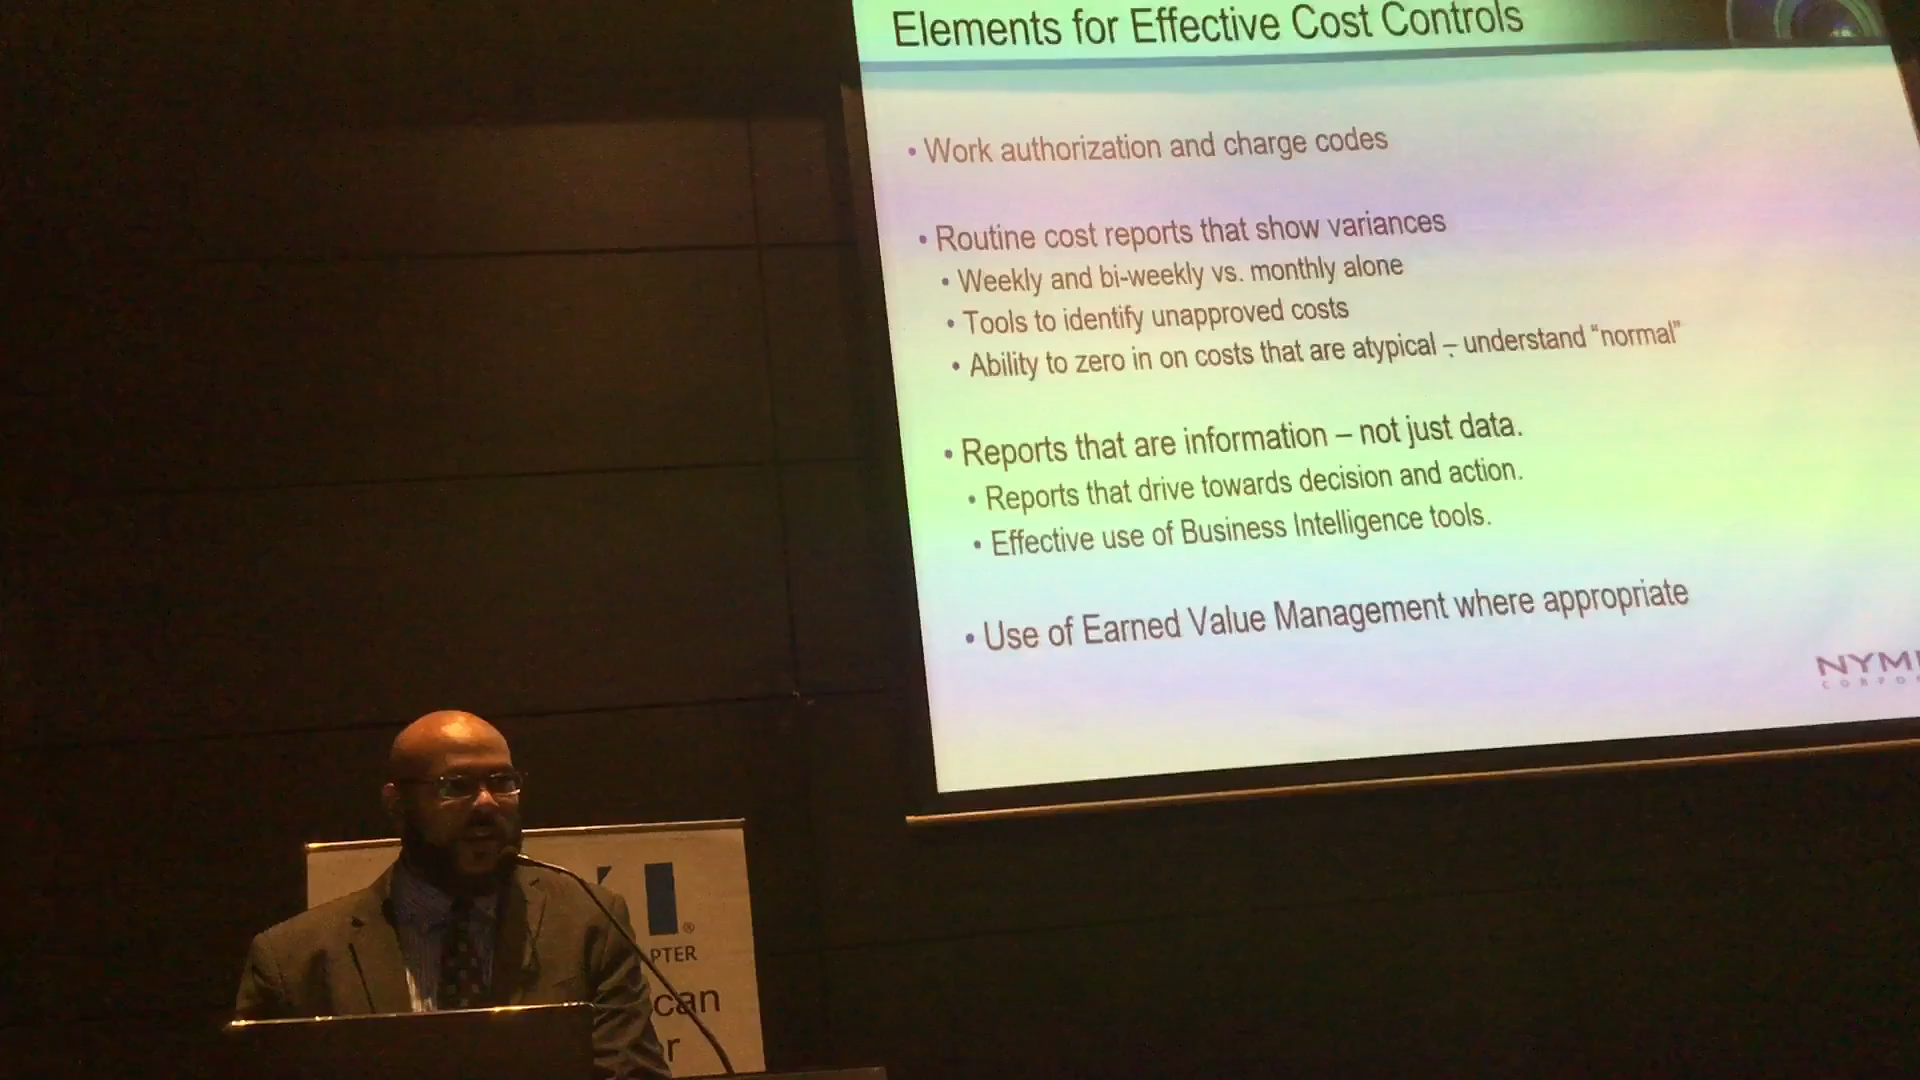 Elements for Effective Cost Controls
• Work authorization and charge codes
• Routine cost reports that show variances
• Weekly and bi-weekly vs. monthly alone
• Tools to identify unapproved costs
• Ability to zero in on costs that are atypical – understand “normal”
• Reports that are information – not just data.
• Reports that drive towards decision and action.
• Effective use of Business Intelligence tools.
• Use of Earned Value Management where appropriate